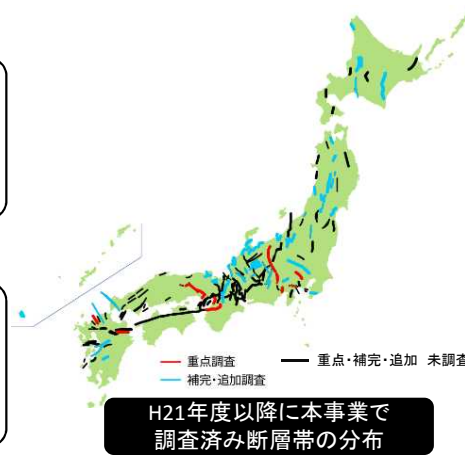 重点調査
重点・補完・追加 未調査
補完・追加調査
H21年度以降に本事業で
調査済み断層帯の分布